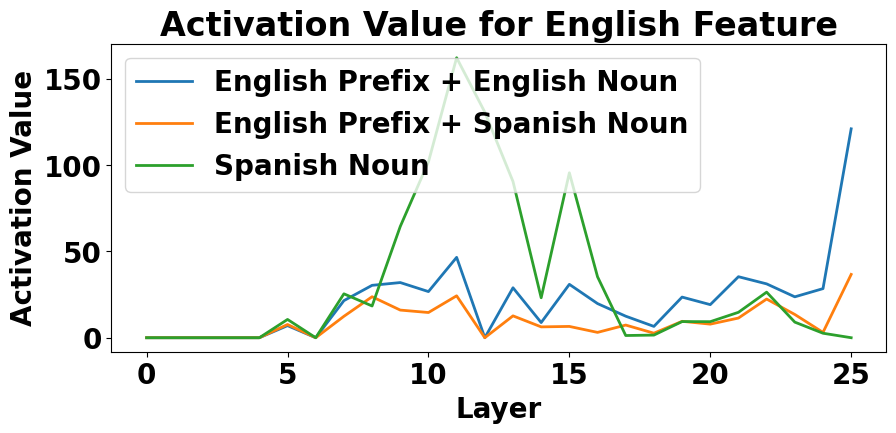 Activation Value for English Feature
Activation Value
150
100
50
0
English Prefix + English Noun
English Prefix + Spanish Noun
Spanish Noun
0 5 10 15 20 25
Layer